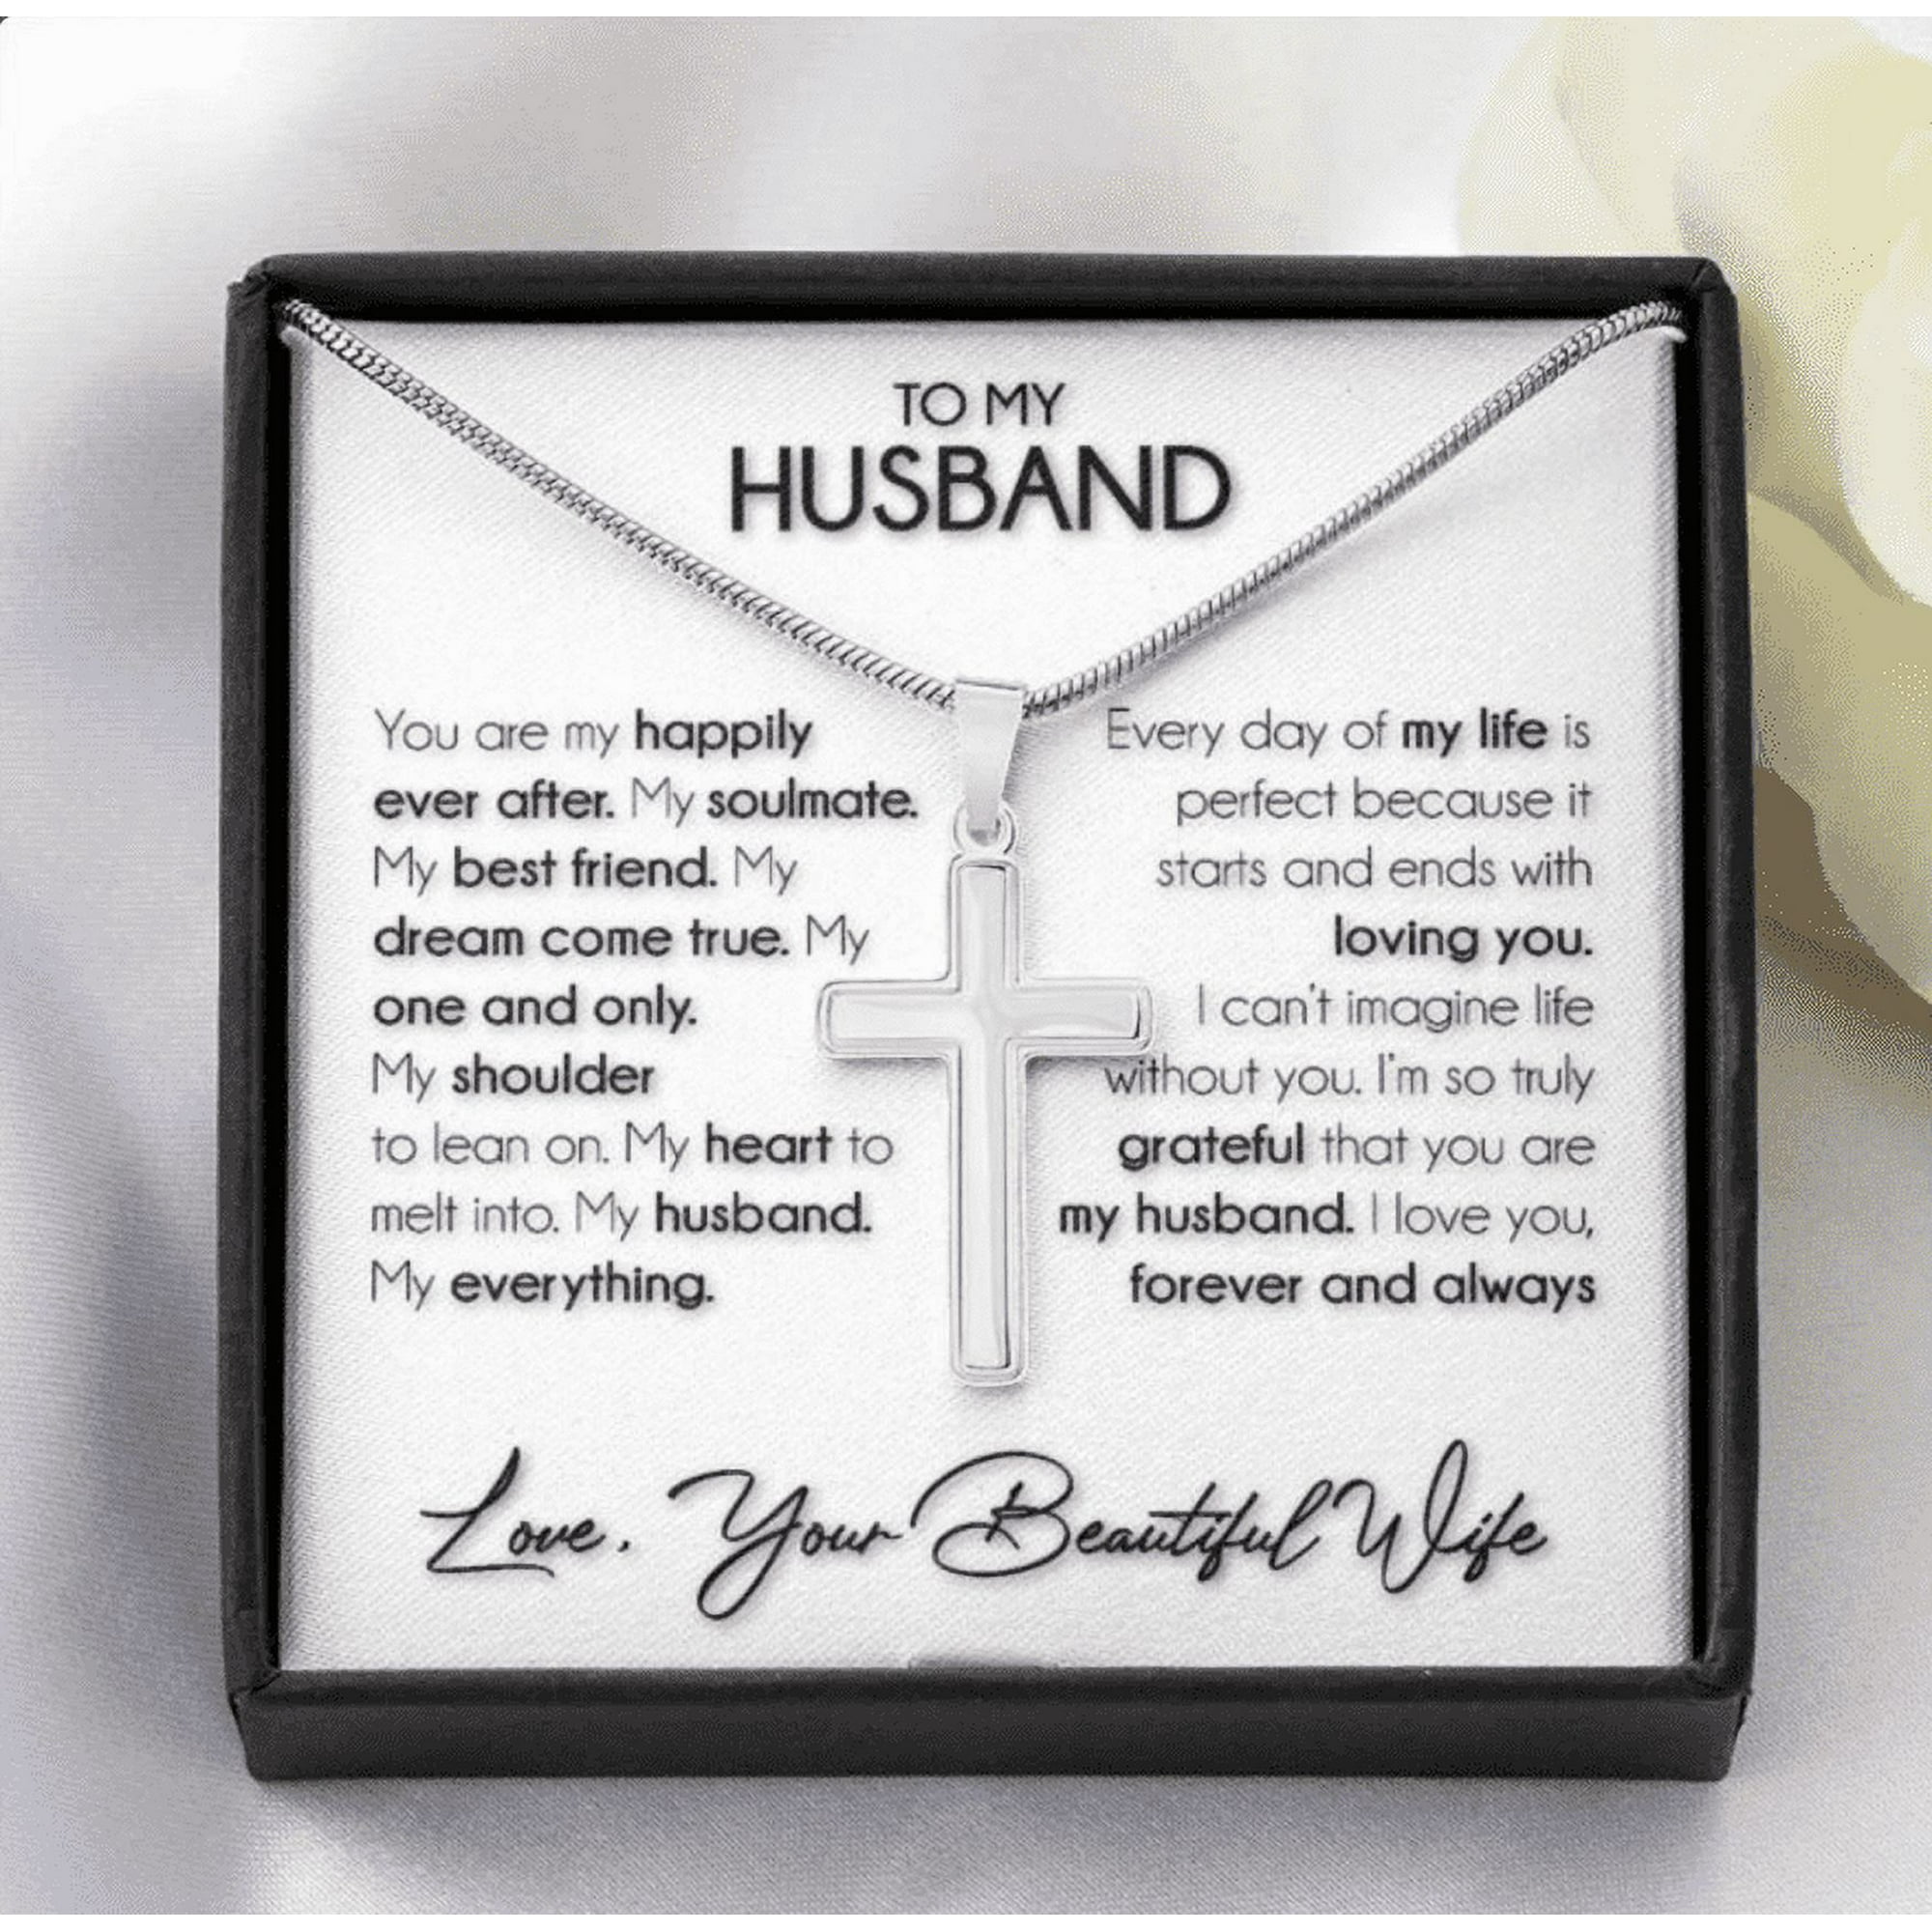 TO MY
HUSBAND
You are my happily
ever after. My soulmate.
My best friend. My
dream come true. My
one and only.
My shoulder
to lean on. My heart to
melt into. My husband.
My everything.
Every day of my life is
perfect because it
starts and ends with
loving you.
I can't imagine life
without you. I'm so truly
grateful that you are
my husband. I love you,
forever and always
Love, Your Beautiful Wife